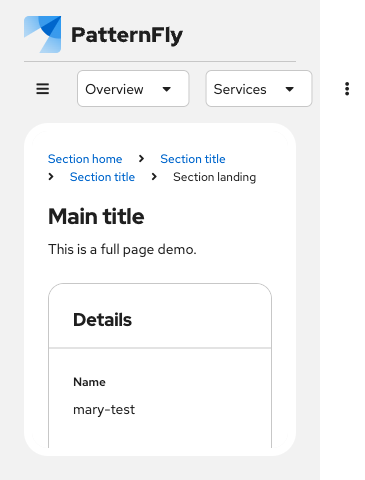 PatternFly
Overview Services
Section home Section title
Section title Section landing
Main title
This is a full page demo.
Details
Name
mary-test